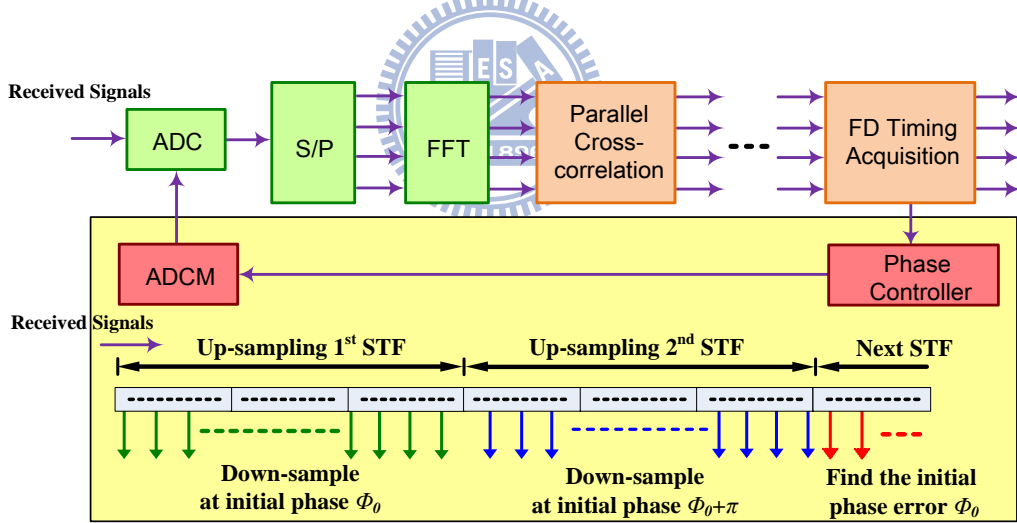 Received Signals
ADC
S/P
FFT
Parallel
Cross-
correlation
FD Timing
Acquisition
ES A
1896
ADCM
Phase
Controller
Received Signals
Up-sampling 1st STF
Up-sampling 2nd STF
Next STF
Down-sample
at initial phase Φ0
Down-sample
at initial phase Φ0+π
Find the initial
phase error Φ0